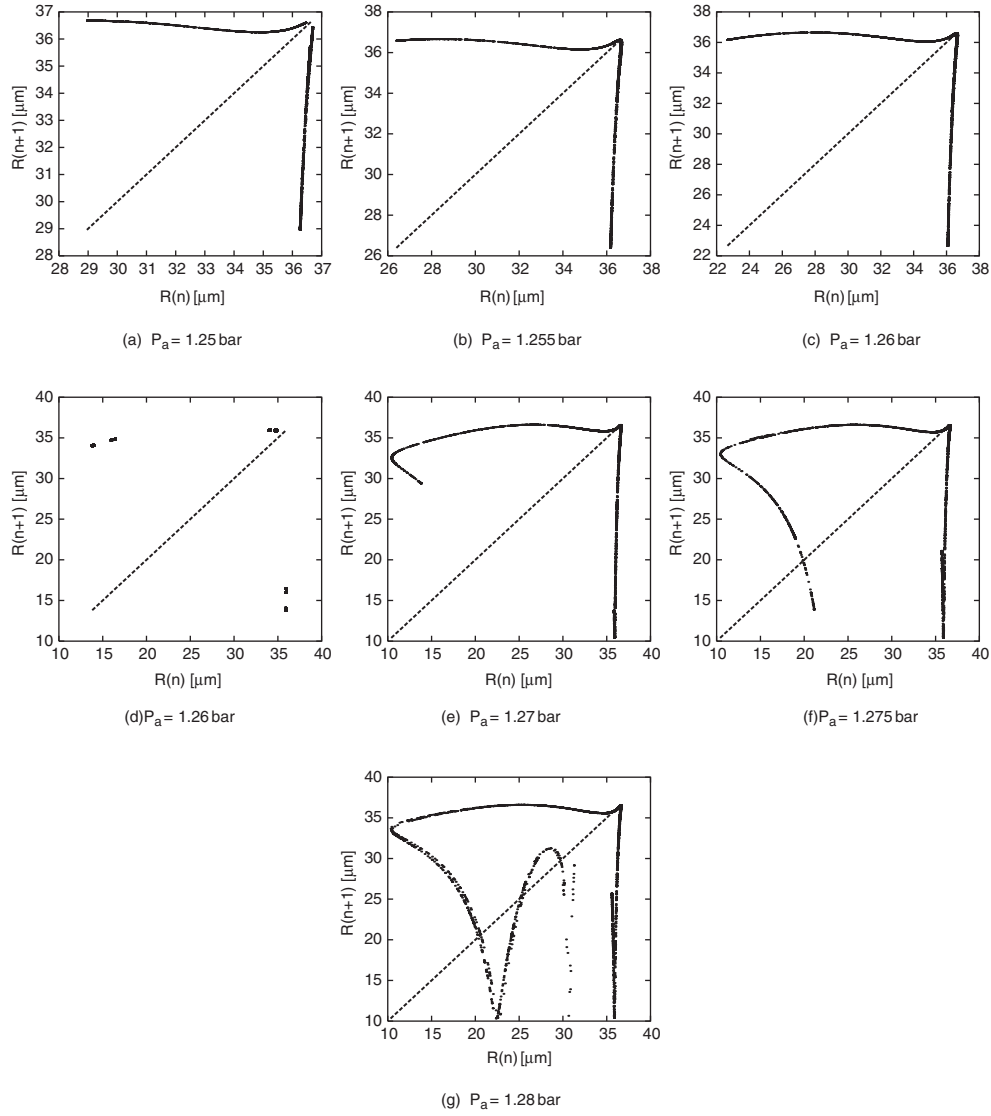 37
36
35
34
33
32
31
30
29
28
R(n+1) [μm]
28 29 30 31 32 33 34 35 36 37
R(n) [μm]
(a) Pa = 1.25 bar
38
36
34
32
30
28
26
R(n+1) [μm]
26 28 30 32 34 36 38
R(n) [μm]
(b) Pa = 1.255 bar
38
36
34
32
30
28
26
24
22
R(n+1) [μm]
22 24 26 28 30 32 34 36 38
R(n) [μm]
(c) Pa = 1.26 bar
40
35
30
25
20
15
10
R(n+1) [μm]
10 15 20 25 30 35 40
R(n) [μm]
(d)Pa = 1.26 bar
40
35
30
25
20
15
10
R(n+1) [μm]
10 15 20 25 30 35 40
R(n) [μm]
(e) Pa = 1.27 bar
40
35
30
25
20
15
10
R(n+1) [μm]
10 15 20 25 30 35 40
R(n) [μm]
(f)Pa = 1.275 bar
40
35
30
25
20
15
10
R(n+1) [μm]
10 15 20 25 30 35 40
R(n) [μm]
(g) Pa = 1.28 bar